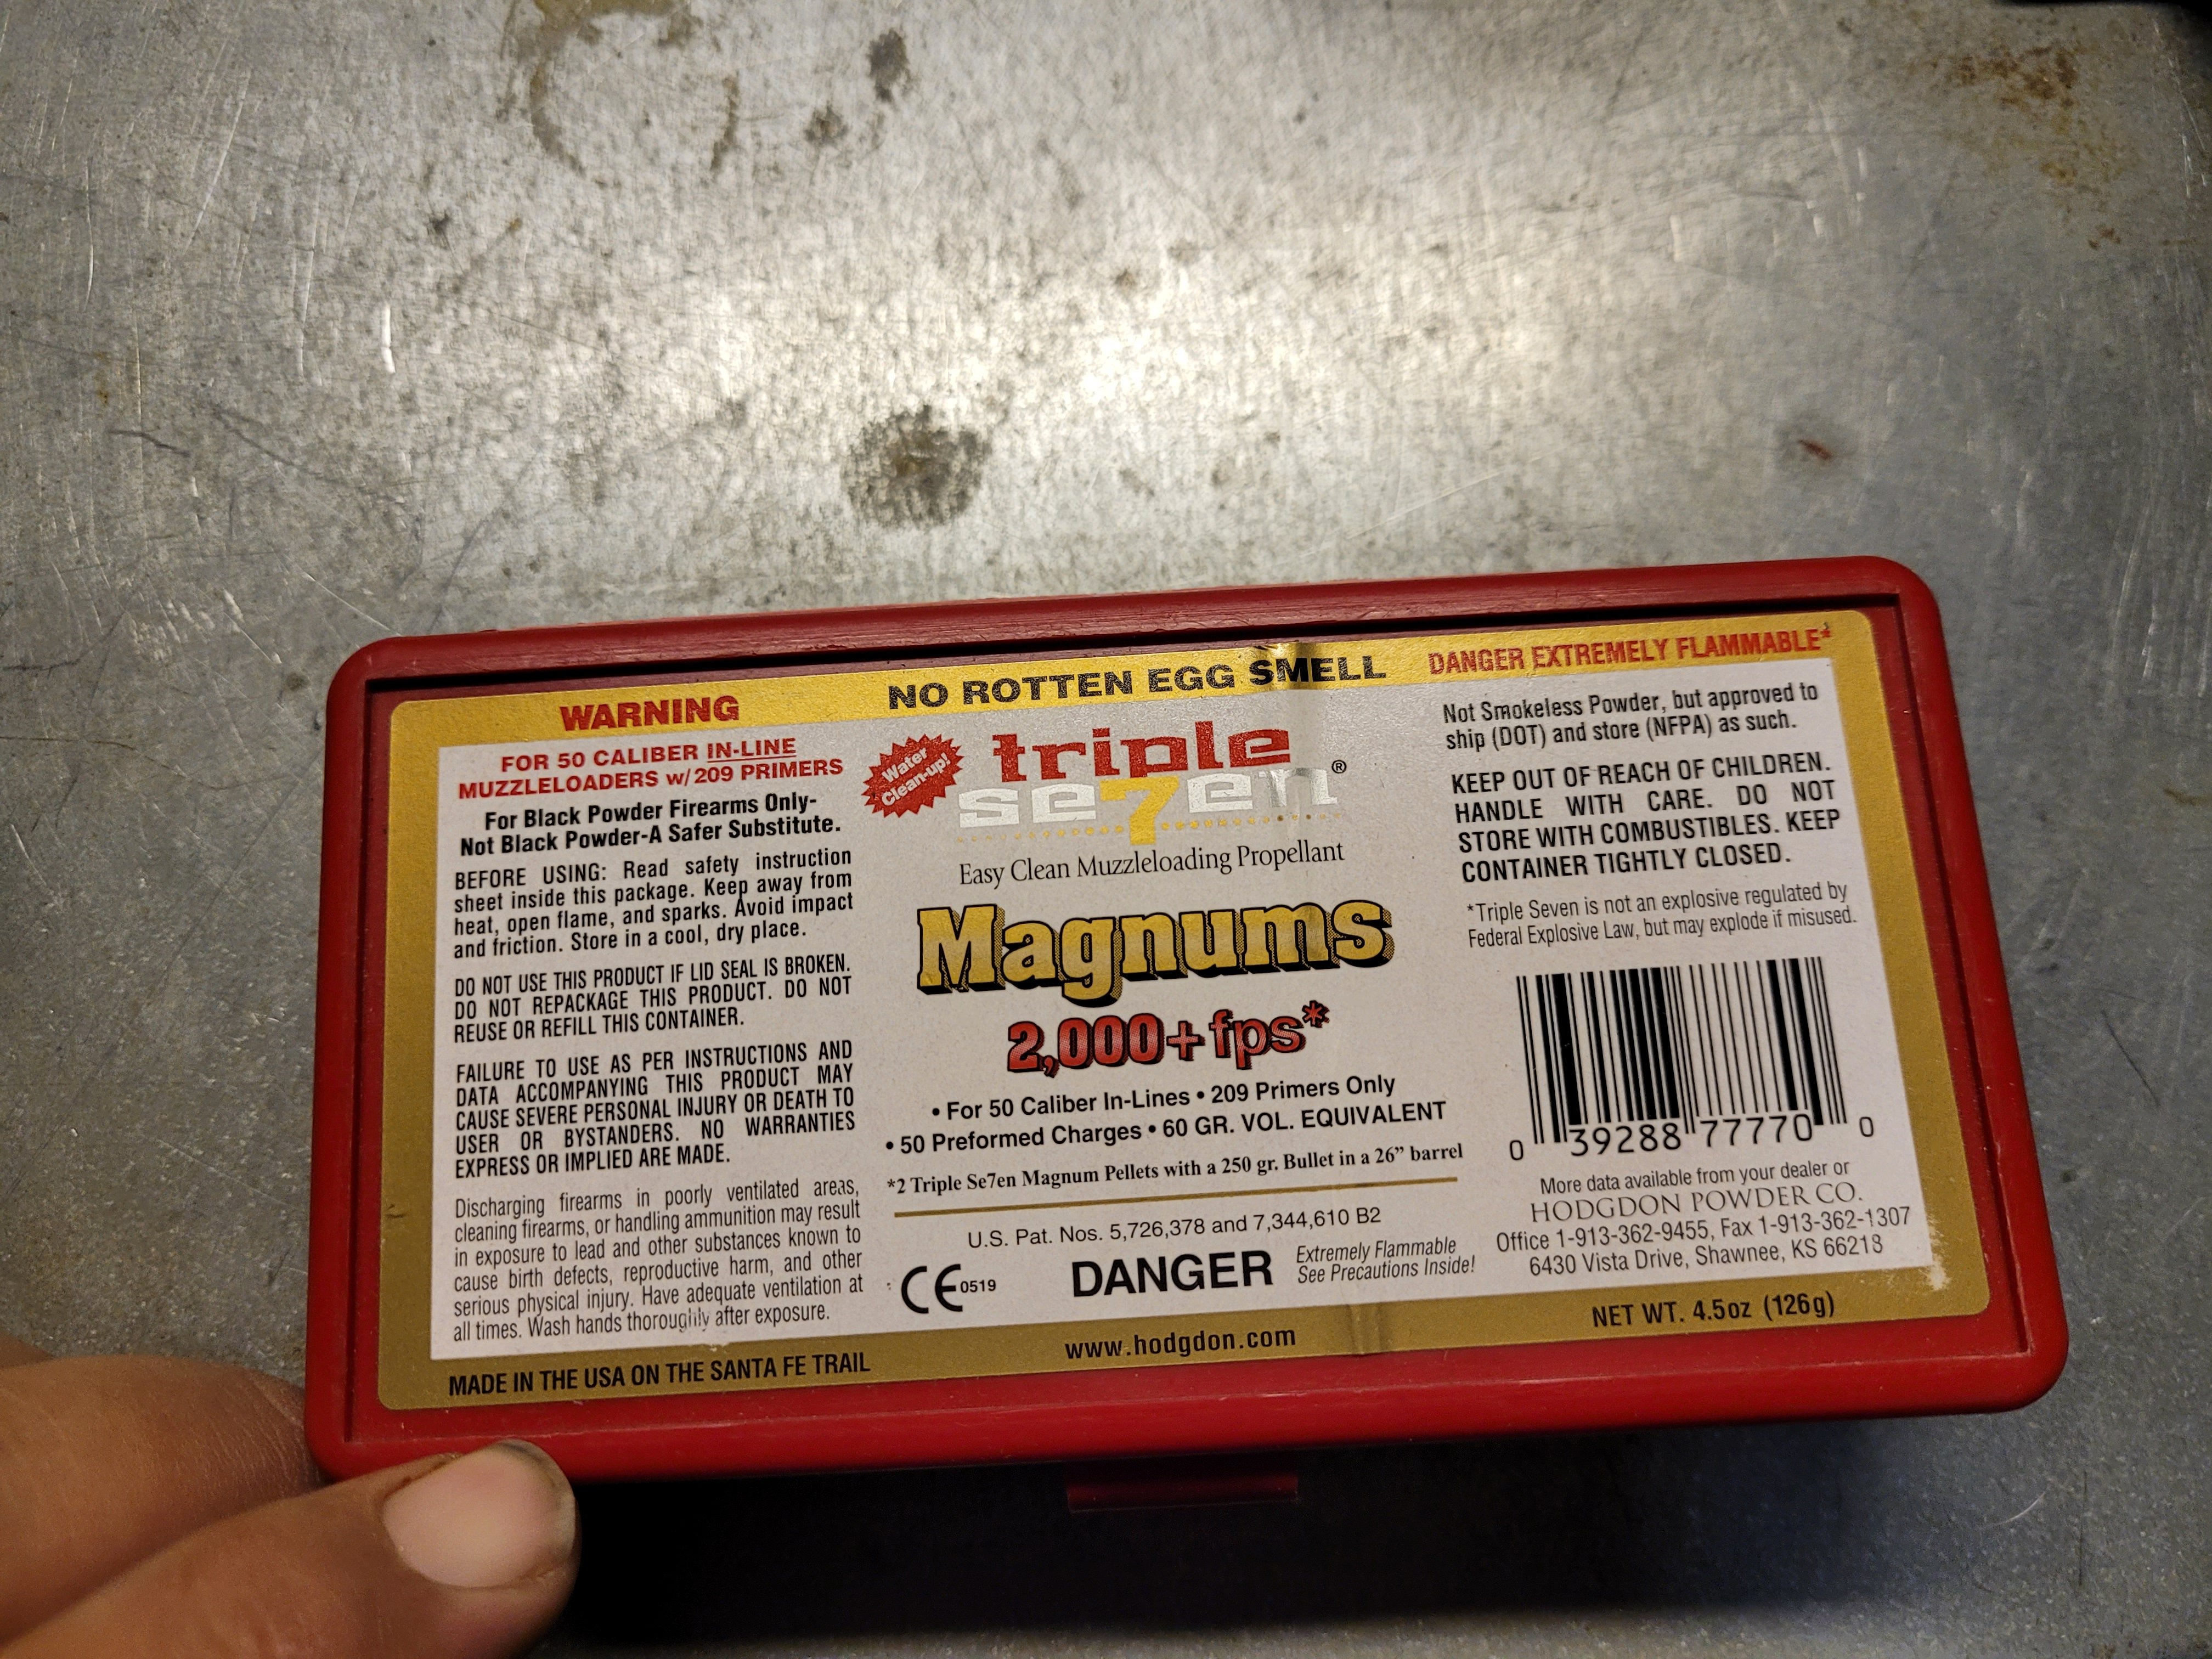 NO ROTTEN EGG SMELL
WARNING
FOR 50 CALIBER IN-LINE
MUZZLELOADERS w/209 PRIMERS
For Black Powder Firearms Only-
Not Black Powder-A Safer Substitute.
BEFORE USING: Read safety instruction
sheet inside this package. Keep away from
heat, open flame, and sparks. Avoid impact
and friction. Store in a cool, dry place.
DO NOT USE THIS PRODUCT IF LID SEAL IS BROKEN.
DO NOT REPACKAGE THIS PRODUCT. DO NOT
REUSE OR REFILL THIS CONTAINER.
FAILURE TO USE AS PER INSTRUCTIONS AND
DATA ACCOMPANYING THIS PRODUCT MAY
CAUSE SEVERE PERSONAL INJURY OR DEATH TO
USER OR BYSTANDERS. NO WARRANTIES
EXPRESS OR IMPLIED ARE MADE.
Discharging firearms in poorly ventilated areas,
cleaning firearms, or handling ammunition may result
in exposure to lead and other substances known to
cause birth defects, reproductive harm, and other
serious physical injury. Have adequate ventilation at
all times. Wash hands thoroughly after exposure.
MADE IN THE USA ON THE SANTA FE TRAIL
Water
Clean-up!
triple
se7en®
Easy Clean Muzzleloading Propellant
Magnums
2,000+fps*
• For 50 Caliber In-Lines • 209 Primers Only
• 50 Preformed Charges • 60 GR. VOL. EQUIVALENT
*2 Triple Se7en Magnum Pellets with a 250 gr. Bullet in a 26” barrel
U.S. Pat. Nos. 5,726,378 and 7,344,610 B2
CE 0519
DANGER
Extremely Flammable
See Precautions Inside!
www.hodgdon.com
DANGER EXTREMELY FLAMMABLE*
Not Smokeless Powder, but approved to
ship (DOT) and store (NFPA) as such.
KEEP OUT OF REACH OF CHILDREN.
HANDLE WITH CARE. DO NOT
STORE WITH COMBUSTIBLES. KEEP
CONTAINER TIGHTLY CLOSED.
*Triple Seven is not an explosive regulated by
Federal Explosive Law, but may explode if misused.
0 39288 77770 0
More data available from your dealer or
HODGDON POWDER CO.
Office 1-913-362-9455, Fax 1-913-362-1307
6430 Vista Drive, Shawnee, KS 66218
NET WT. 4.5oz (126g)